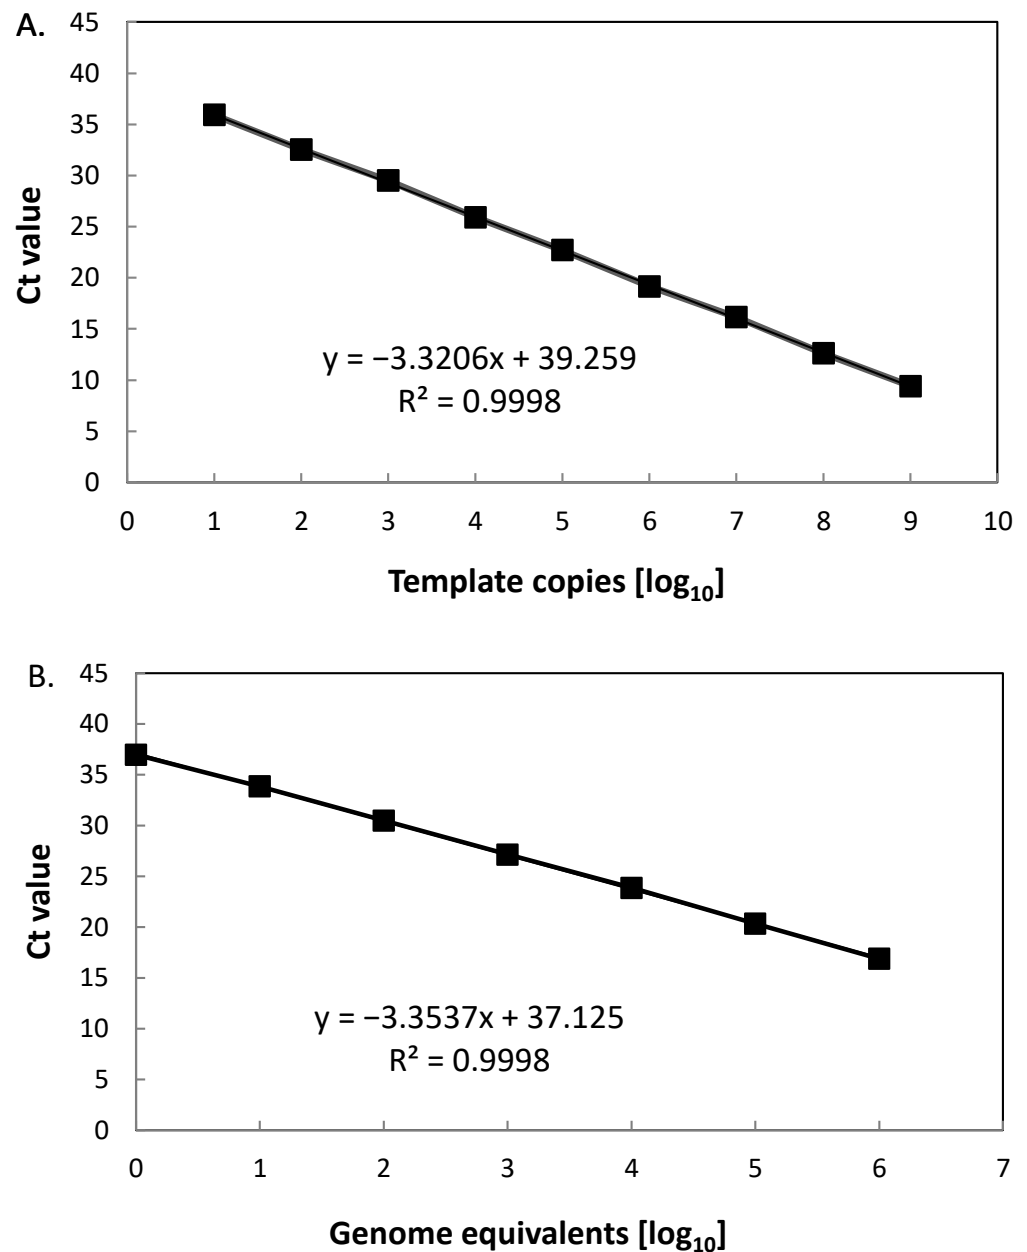 A.
45
40
35
30
25
20
15
10
5
0
Ct value
y = −3.3206x + 39.259
R² = 0.9998
0 1 2 3 4 5 6 7 8 9 10
Template copies [log₁₀]
B.
45
40
35
30
25
20
15
10
5
0
Ct value
y = −3.3537x + 37.125
R² = 0.9998
0 1 2 3 4 5 6 7
Genome equivalents [log₁₀]